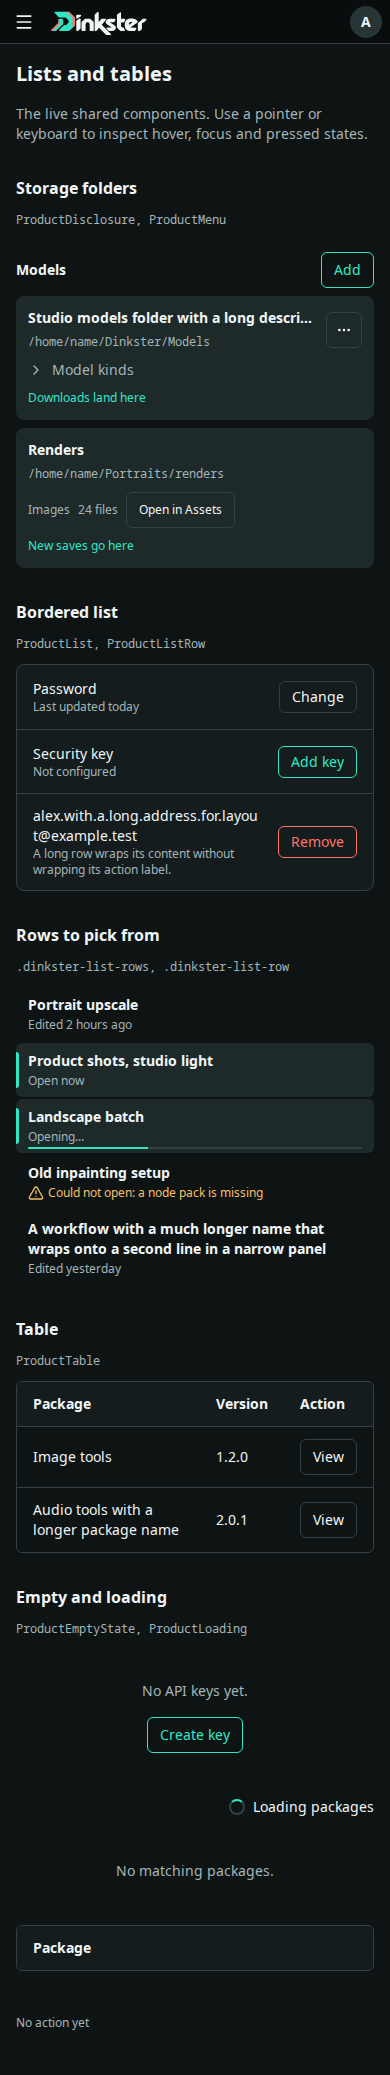 Dinkster
A
Lists and tables
The live shared components. Use a pointer or
keyboard to inspect hover, focus and pressed states.
Storage folders
ProductDisclosure, ProductMenu
Models
Add
Studio models folder with a long descri...
/home/name/Dinkster/Models
Model kinds
Downloads land here
Renders
/home/name/Portraits/renders
Images 24 files Open in Assets
New saves go here
Bordered list
ProductList, ProductListRow
Password
Last updated today
Change
Security key
Not configured
Add key
alex.with.a.long.address.for.layou
t@example.test
A long row wraps its content without
wrapping its action label.
Remove
Rows to pick from
.dinkster-list-rows, .dinkster-list-row
Portrait upscale
Edited 2 hours ago
Product shots, studio light
Open now
Landscape batch
Opening...
Old inpainting setup
Could not open: a node pack is missing
A workflow with a much longer name that
wraps onto a second line in a narrow panel
Edited yesterday
Table
ProductTable
Package Version Action
Image tools 1.2.0 View
Audio tools with a
longer package name
2.0.1 View
Empty and loading
ProductEmptyState, ProductLoading
No API keys yet.
Create key
Loading packages
No matching packages.
Package
No action yet